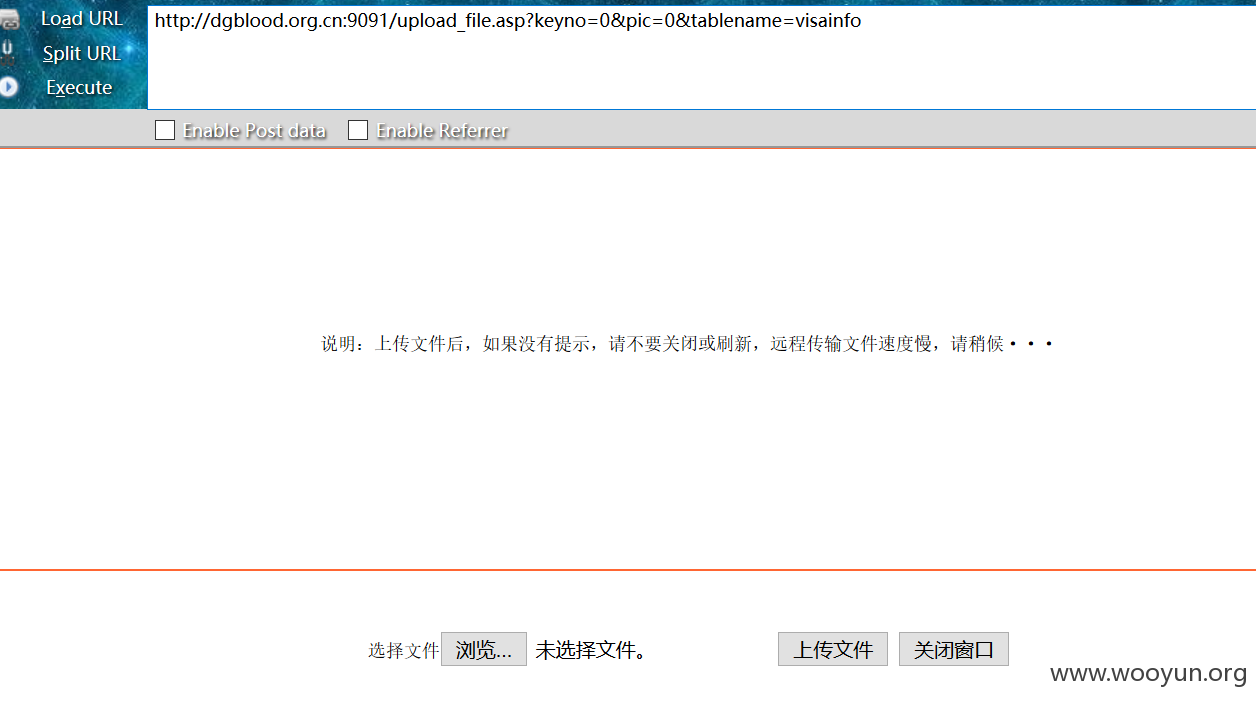 Load URL
http://dgblood.org.cn:9091/upload_file.asp?keyno=0&pic=0&tablename=visainfo
Split URL
Execute
Enable Post data Enable Referrer
说明：上传文件后，如果没有提示，请不要关闭或刷新，远程传输文件速度慢，请稍候・・・
选择文件 浏览... 未选择文件。 上传文件 关闭窗口
www.wooyun.org